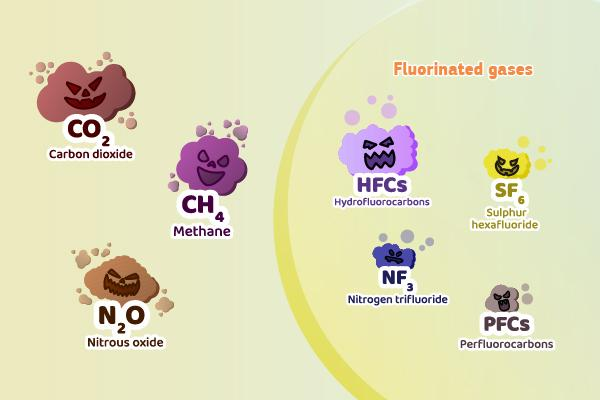 Fluorinated gases
CO2
Carbon dioxide
CH4
Methane
N2O
Nitrous oxide
HFCs
Hydrofluorocarbons
SF6
Sulphur
hexafluoride
NF3
Nitrogen trifluoride
PFCs
Perfluorocarbons